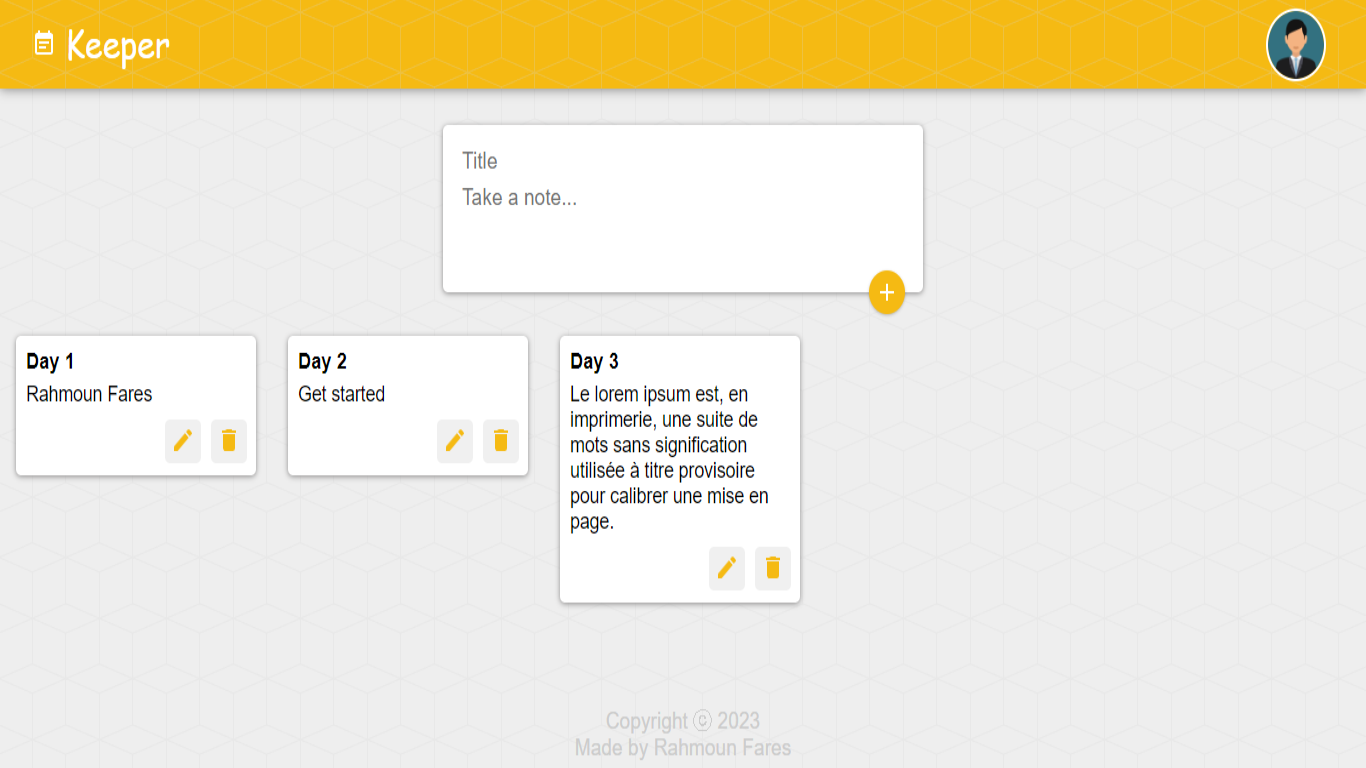 Keeper
Title
Take a note...
Day 1
Rahmoun Fares
Day 2
Get started
Day 3
Le lorem ipsum est, en
imprimerie, une suite de
mots sans signification
utilisée à titre provisoire
pour calibrer une mise en
page.
Copyright ⓒ 2023
Made by Rahmoun Fares